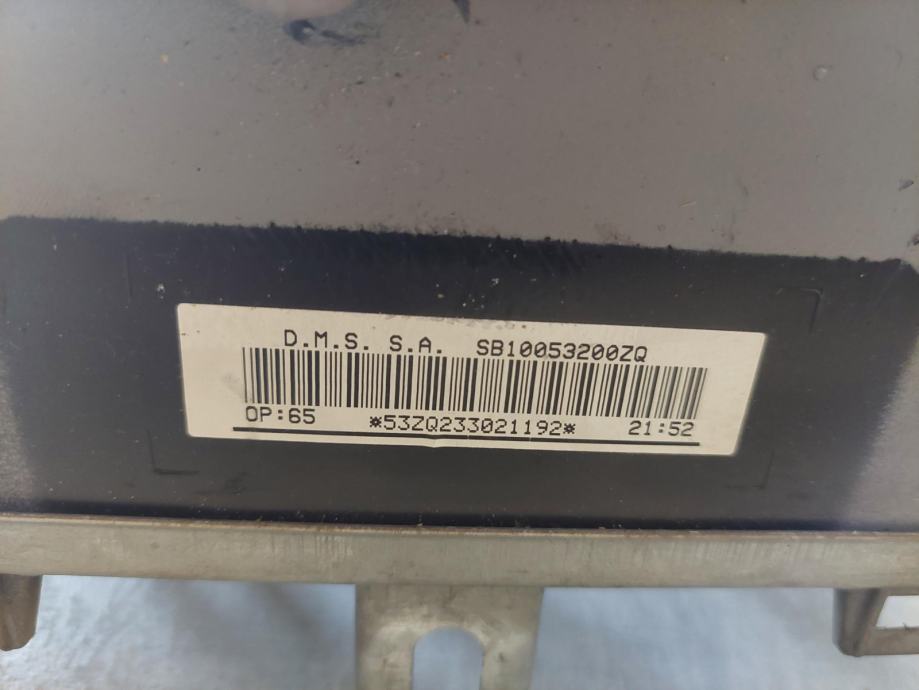 D.M.S. S.A. SB10053200ZQ
OP:65 *53ZQ233021192* 21:52